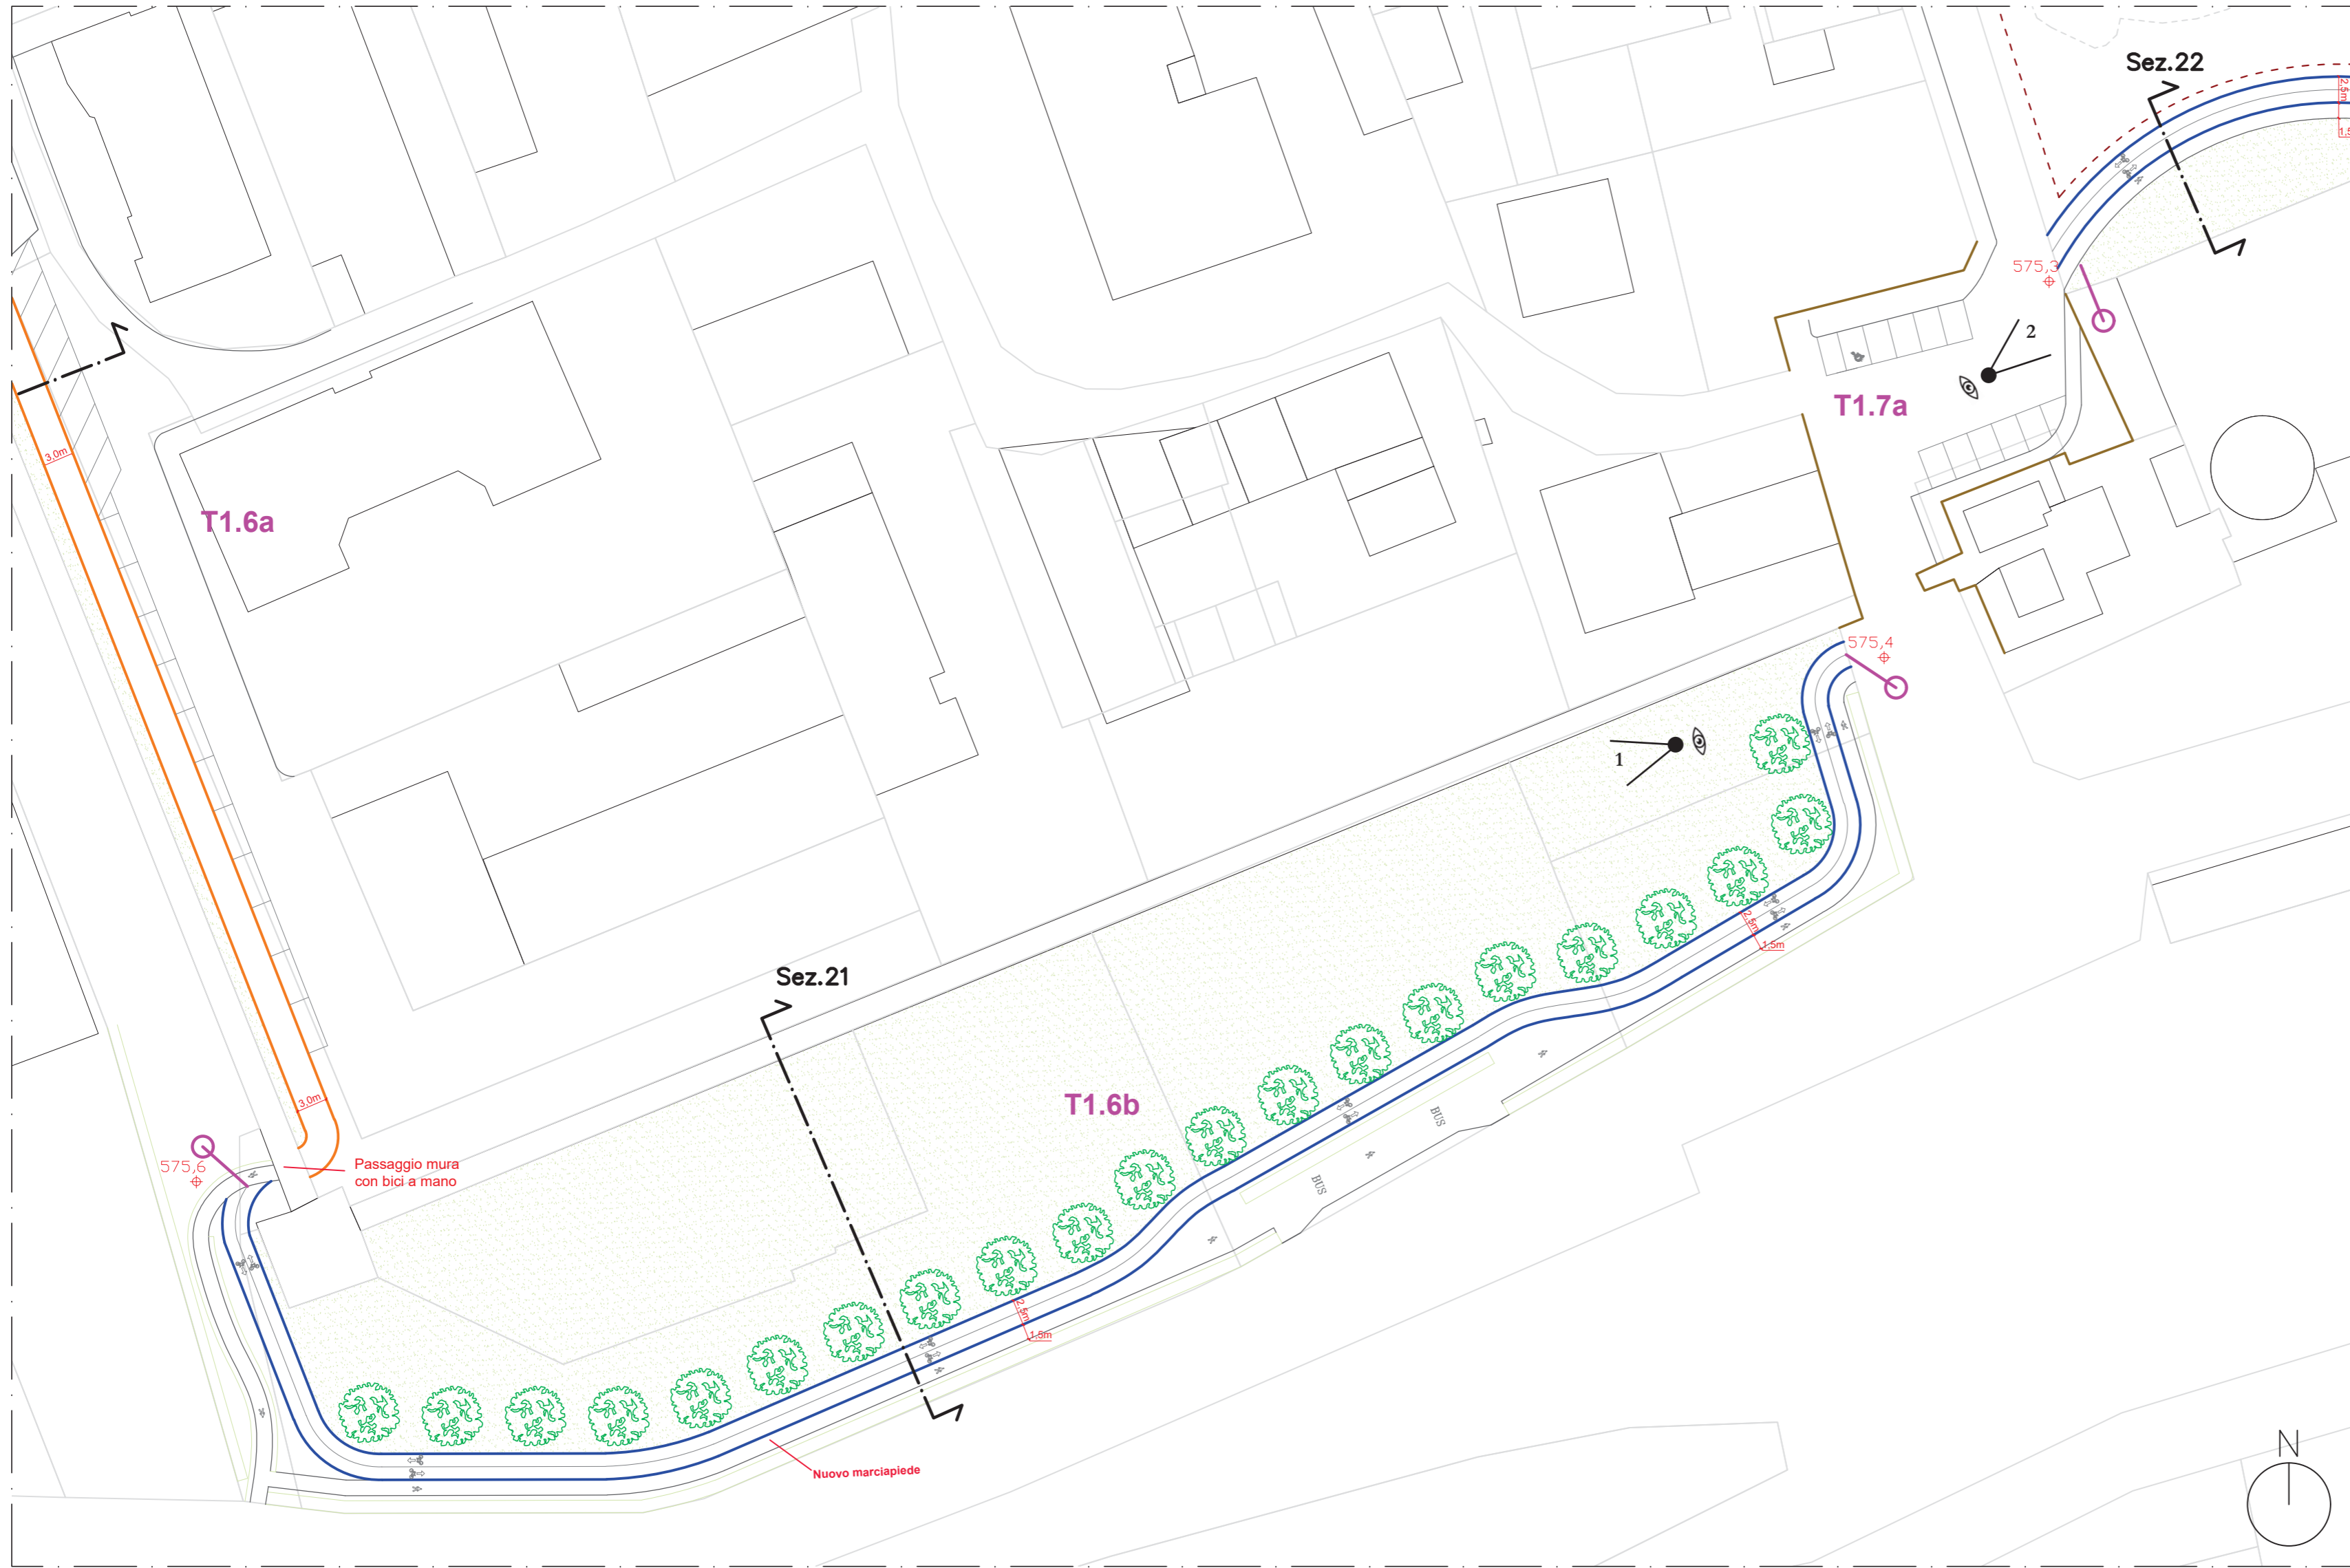 Sez.22
2,5m
575,3
2
T1.7a
3,0m
T1.6a
575,4
1
2,5m
1,5m
Sez.21
T1.6b
3,0m
BUS
BUS
575,6
Passaggio mura
con bici a mano
2,5m
1,5m
Nuovo marciapiede
N